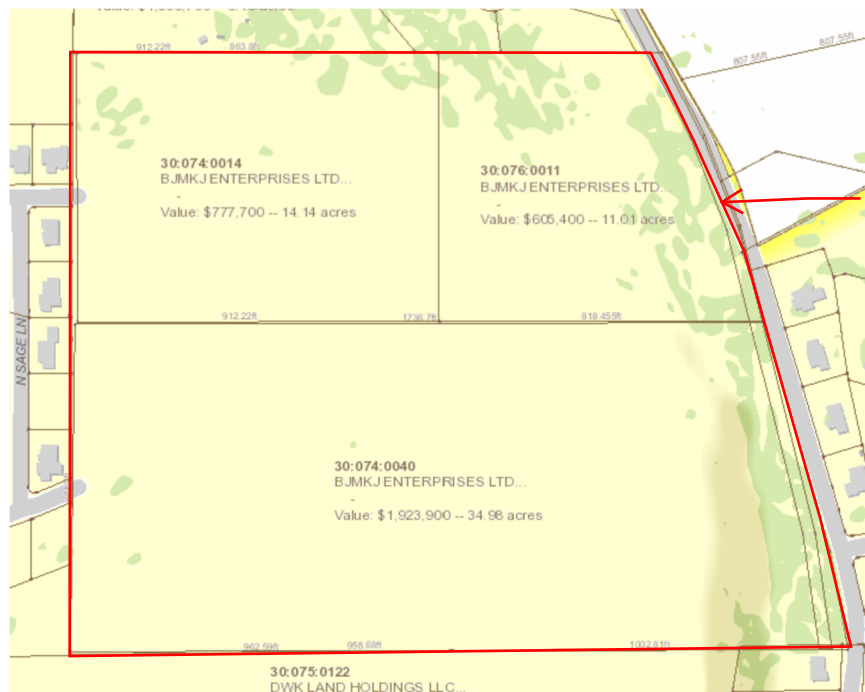 912.22ft
863.8ft
807.55ft
807.55ft
30:074:0014
BJMKJ ENTERPRISES LTD...
-
Value: $777,700 -- 14.14 acres
30:076:0011
BJMKJ ENTERPRISES LTD...
-
Value: $605,400 -- 11.01 acres
912.22ft
1736.7ft
818.455ft
N SAGE LN
30:074:0040
BJMKJ ENTERPRISES LTD...
-
Value: $1,923,900 -- 34.98 acres
962.59ft
958.68ft
1002.81ft
30:075:0122
DWK LAND HOLDINGS LLC...